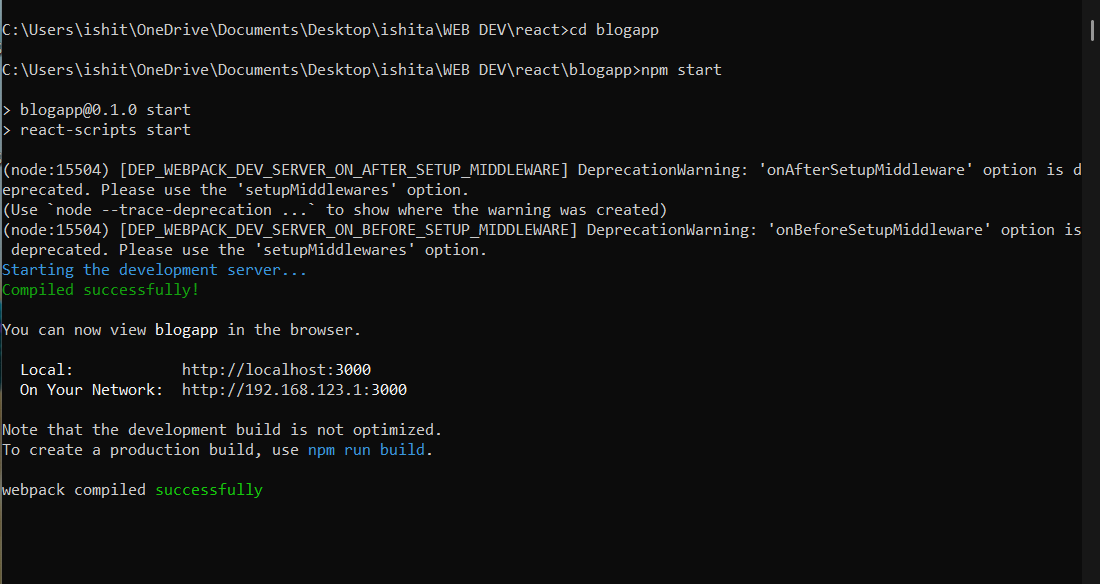 C:\Users\ishit\OneDrive\Documents\Desktop\ishita\WEB DEV\react>cd blogapp
C:\Users\ishit\OneDrive\Documents\Desktop\ishita\WEB DEV\react\blogapp>npm start
> blogapp@0.1.0 start
> react-scripts start
(node:15504) [DEP_WEBPACK_DEV_SERVER_ON_AFTER_SETUP_MIDDLEWARE] DeprecationWarning: 'onAfterSetupMiddleware' option is d
eprecated. Please use the 'setupMiddlewares' option.
(Use `node --trace-deprecation ...` to show where the warning was created)
(node:15504) [DEP_WEBPACK_DEV_SERVER_ON_BEFORE_SETUP_MIDDLEWARE] DeprecationWarning: 'onBeforeSetupMiddleware' option is
 deprecated. Please use the 'setupMiddlewares' option.
Starting the development server...
Compiled successfully!
You can now view blogapp in the browser.
  Local:            http://localhost:3000
  On Your Network:  http://192.168.123.1:3000
Note that the development build is not optimized.
To create a production build, use npm run build.
webpack compiled successfully